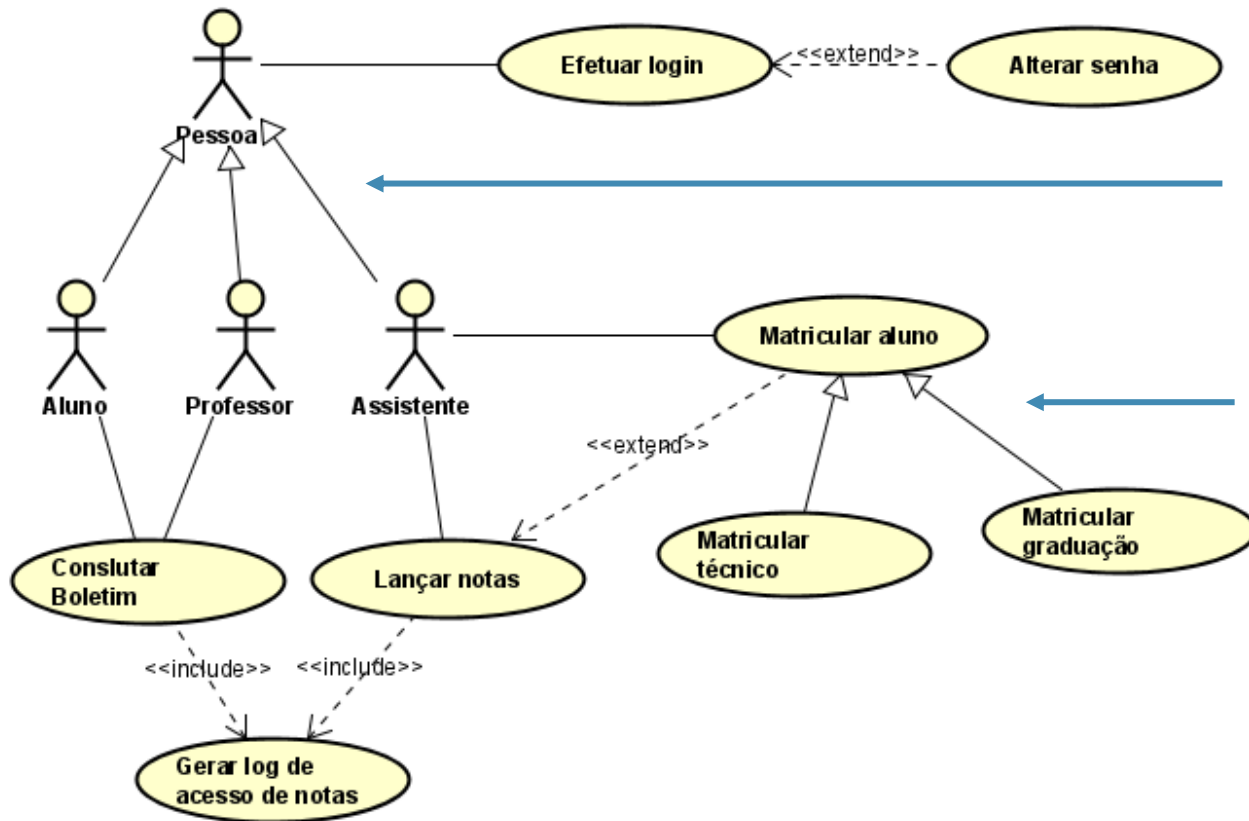 Efetuar login
<<extend>>
Alterar senha
Pessoa
Matricular aluno
Aluno
Professor
Assistente
<<extend>>
Matricular
graduação
Matricular
técnico
Conslutar
Boletim
Lançar notas
<<include>>
<<include>>
Gerar log de
acesso de notas